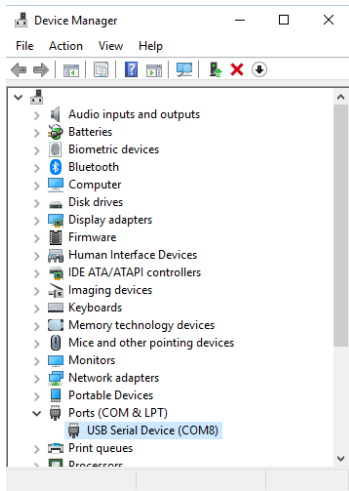 Device Manager
File Action View Help
Audio inputs and outputs
Batteries
Biometric devices
Bluetooth
Computer
Disk drives
Display adapters
Firmware
Human Interface Devices
IDE ATA/ATAPI controllers
Imaging devices
Keyboards
Memory technology devices
Mice and other pointing devices
Monitors
Network adapters
Portable Devices
Ports (COM & LPT)
USB Serial Device (COM8)
Print queues
Processors